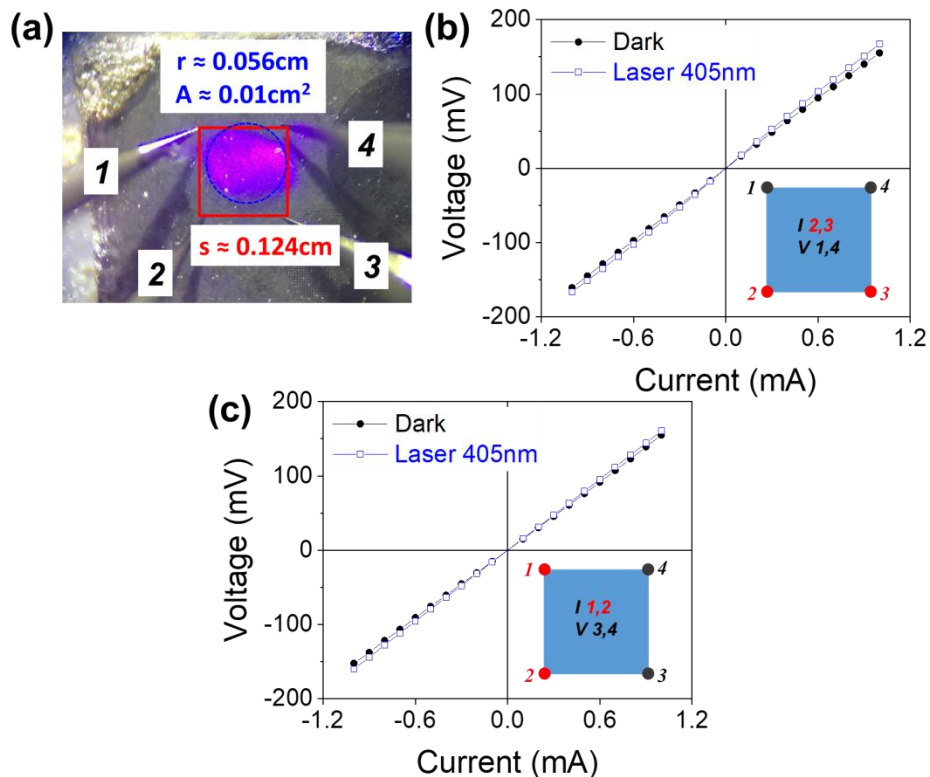 (a)
r ≈ 0.056cm
A ≈ 0.01cm²
1
4
s ≈ 0.124cm
2
3
(b)
200
100
0
-100
-200
Voltage (mV)
Dark
Laser 405nm
1
4
I 2,3
V 1,4
2
3
-1.2
-0.6
0.0
0.6
1.2
Current (mA)
(c)
200
100
0
-100
-200
Voltage (mV)
Dark
Laser 405nm
1
4
I 1,2
V 3,4
2
3
-1.2
-0.6
0.0
0.6
1.2
Current (mA)